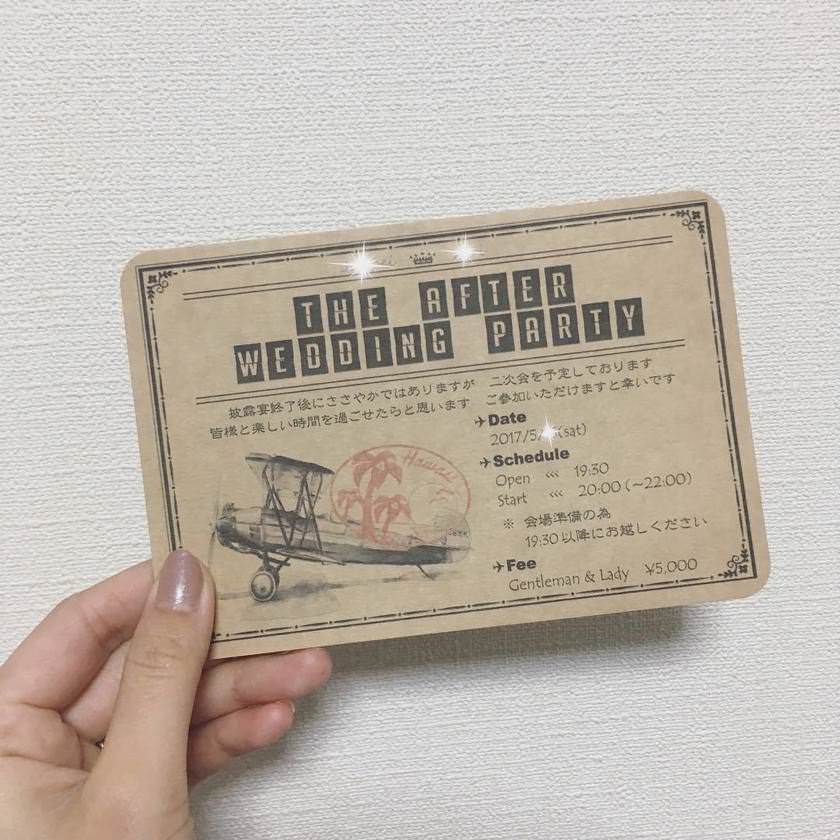 THE AFTER
WEDDING PARTY
披露宴終了後にささやかではありますが
皆様と楽しい時間を過ごせたらと思います
二次会を予定しております
ご参加いただけますと幸いです
Date
2017/5/ (sat)
Schedule
Open ‹‹‹ 19:30
Start ‹‹‹ 20:00 (~22:00)
※ 会場準備の為
19:30以降にお越しください
Fee
Gentleman & Lady ¥5,000
Hawaii